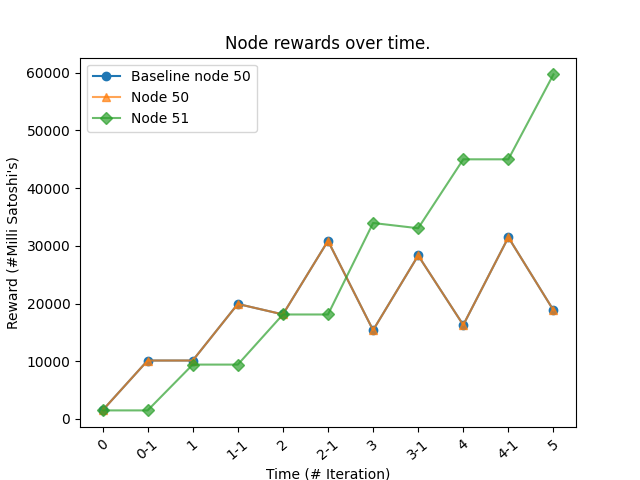 Node rewards over time.
Baseline node 50
Node 50
Node 51
Reward (#Milli Satoshi's)
60000
50000
40000
30000
20000
10000
0
0 0-1 1 1-1 2 2-1 3 3-1 4 4-1 5
Time (# Iteration)